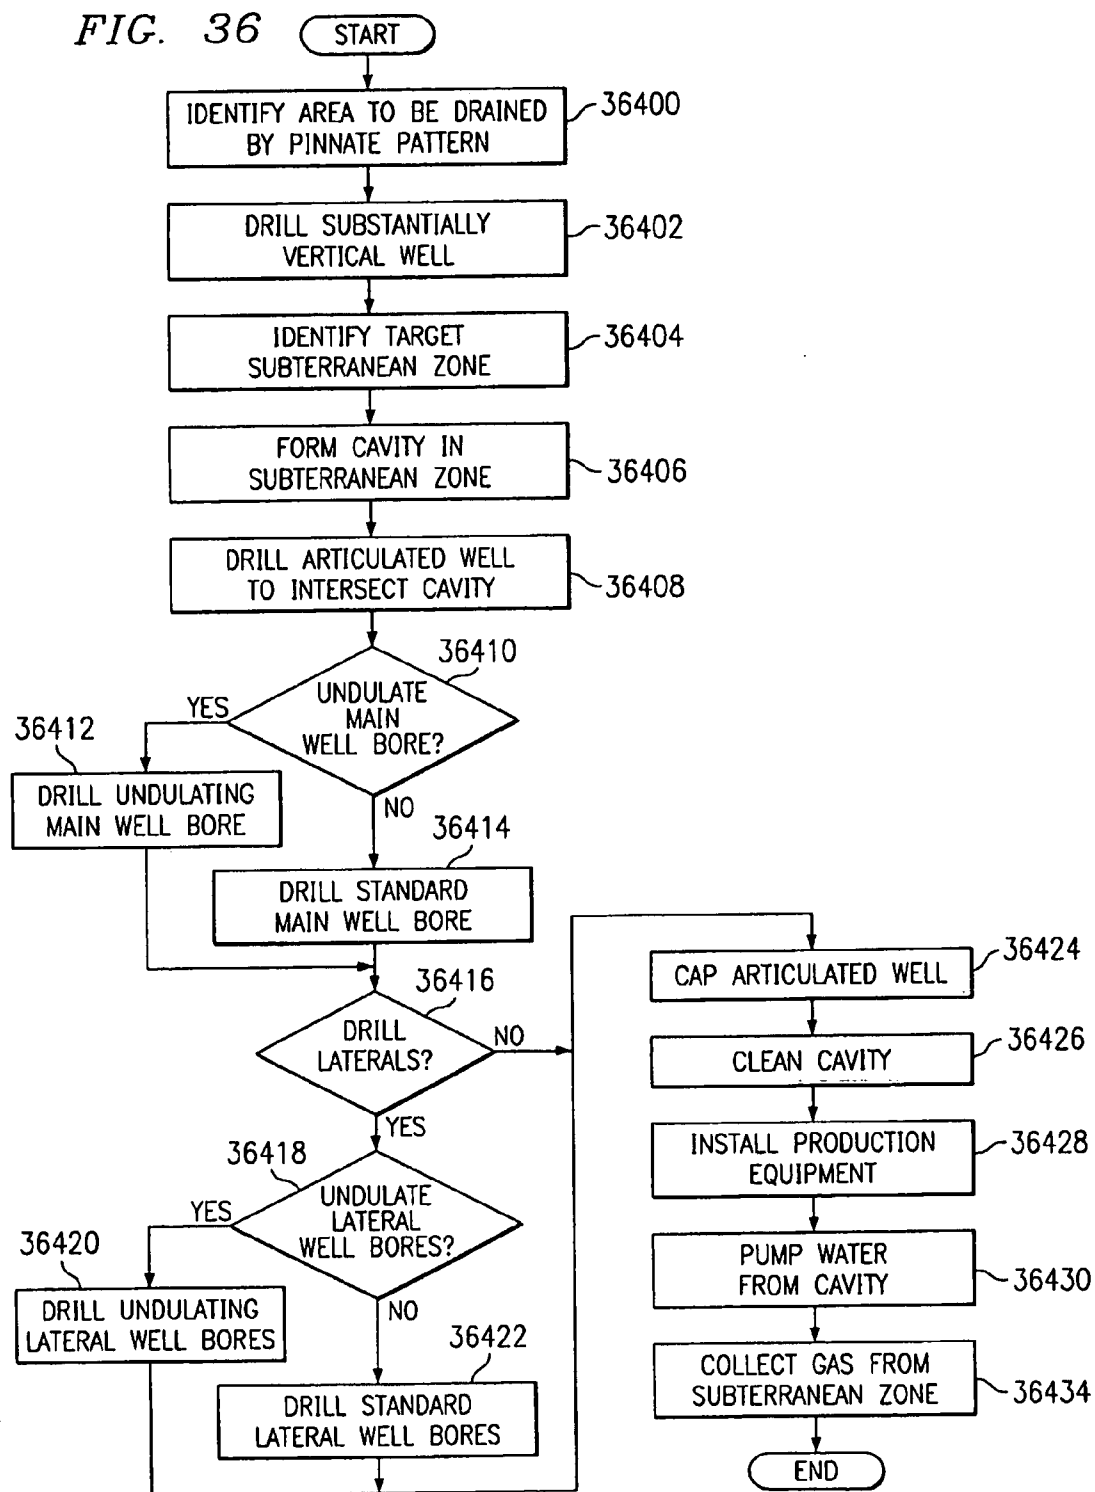 FIG. 36
START
IDENTIFY AREA TO BE DRAINED
BY PINNATE PATTERN
36400
DRILL SUBSTANTIALLY
VERTICAL WELL
36402
IDENTIFY TARGET
SUBTERRANEAN ZONE
36404
FORM CAVITY IN
SUBTERRANEAN ZONE
36406
DRILL ARTICULATED WELL
TO INTERSECT CAVITY
36408
36410
UNDULATE
MAIN
WELL BORE?
YES
36412
DRILL UNDULATING
MAIN WELL BORE
NO
36414
DRILL STANDARD
MAIN WELL BORE
36416
DRILL
LATERALS?
NO
YES
36418
UNDULATE
LATERAL
WELL BORES?
YES
36420
DRILL UNDULATING
LATERAL WELL BORES
NO
36422
DRILL STANDARD
LATERAL WELL BORES
36424
CAP ARTICULATED WELL
36426
CLEAN CAVITY
INSTALL PRODUCTION
EQUIPMENT
36428
PUMP WATER
FROM CAVITY
36430
COLLECT GAS FROM
SUBTERRANEAN ZONE
36434
END